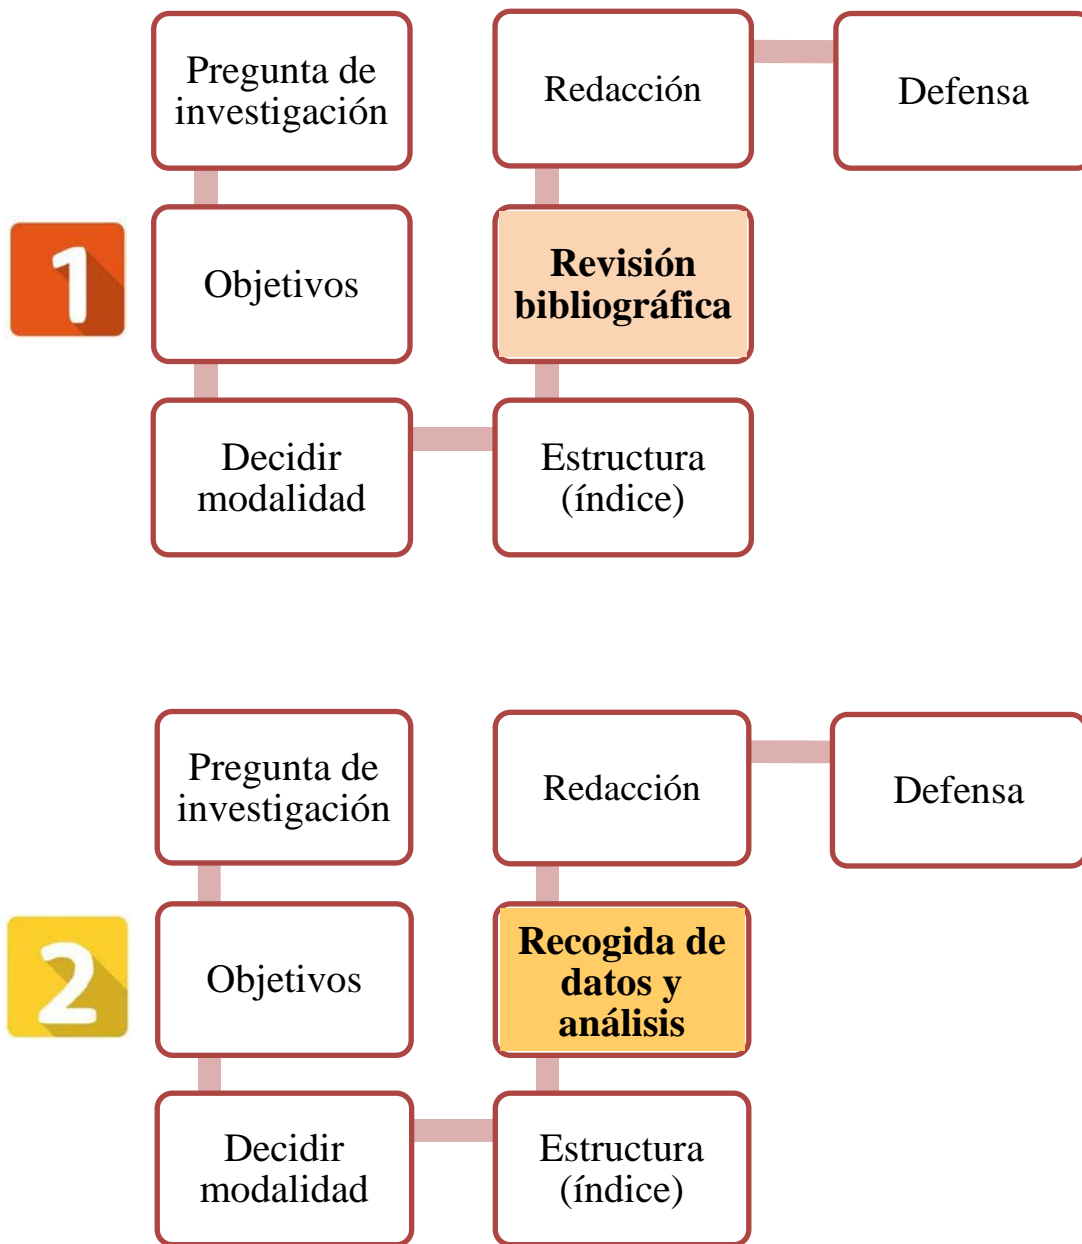 Pregunta de
investigación
Objetivos
Decidir
modalidad
Estructura
(índice)
Revisión
bibliográfica
Redacción
Defensa
1
Pregunta de
investigación
Objetivos
Decidir
modalidad
Estructura
(índice)
Recogida de
datos y
análisis
Redacción
Defensa
2